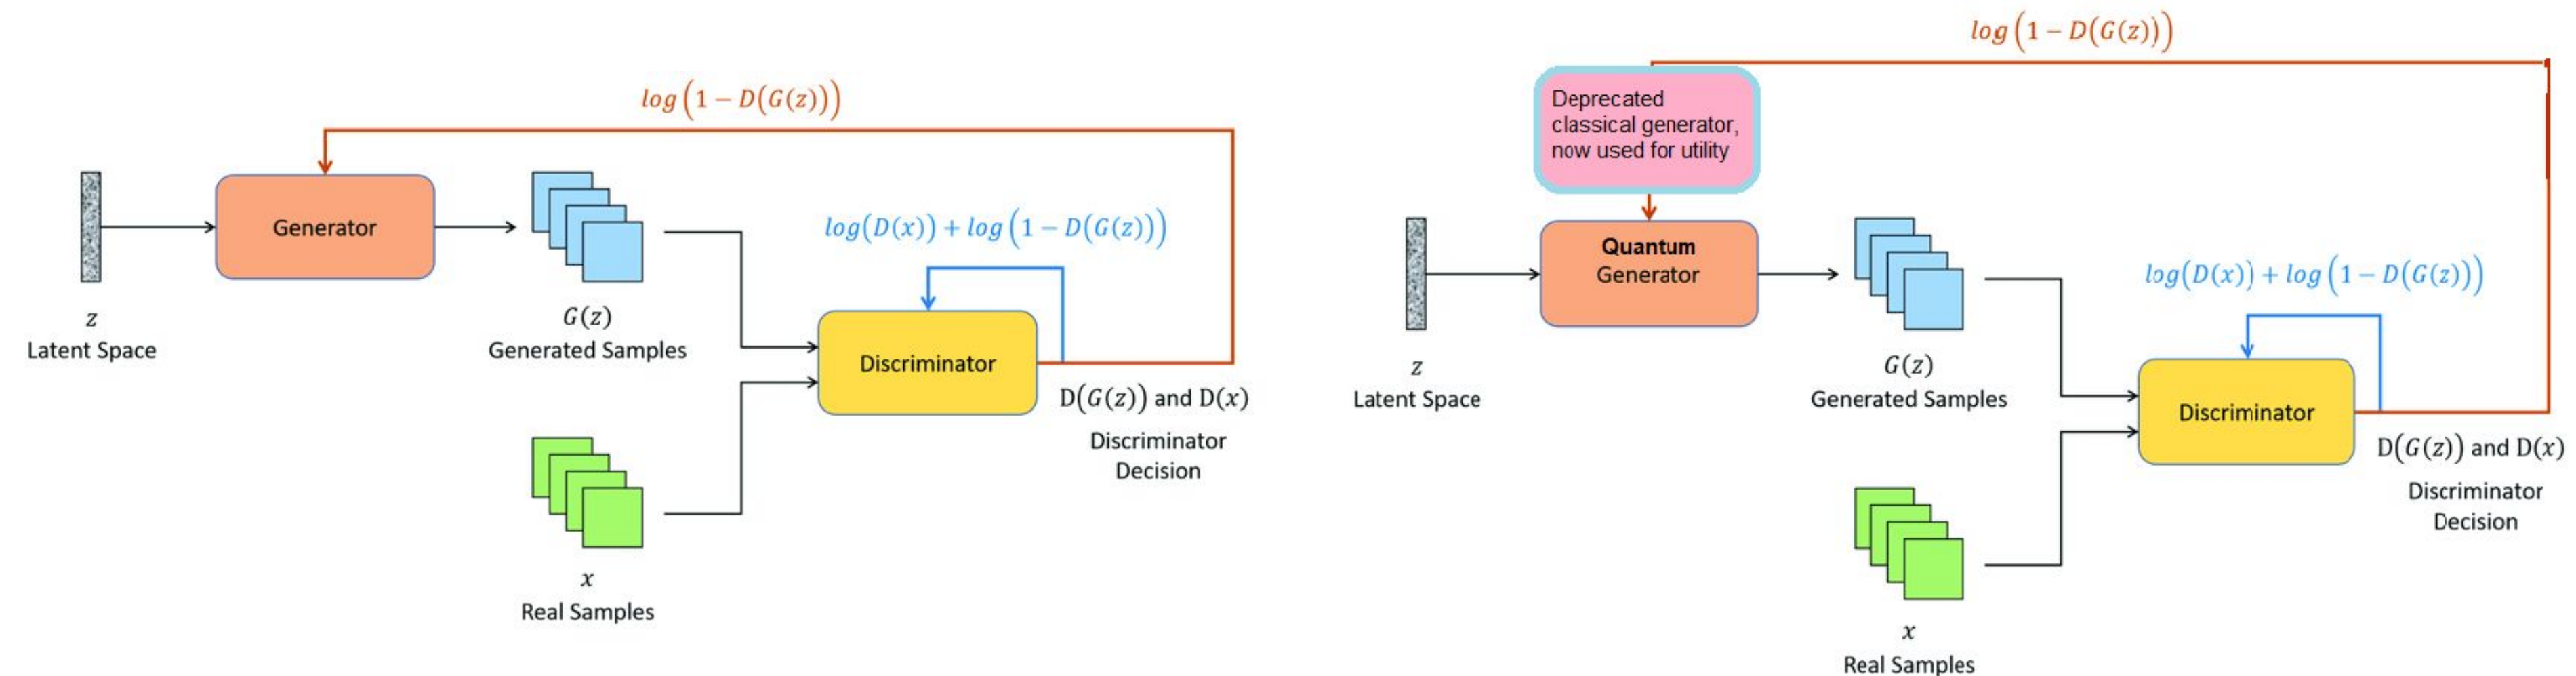 log(1 − D(G(z)))
Generator
log(D(x)) + log(1 − D(G(z)))
z
Latent Space
G(z)
Generated Samples
Discriminator
D(G(z)) and D(x)
Discriminator
Decision
x
Real Samples
log(1 − D(G(z)))
Deprecated
classical generator,
now used for utility
Quantum
Generator
log(D(x)) + log(1 − D(G(z)))
z
Latent Space
G(z)
Generated Samples
Discriminator
D(G(z)) and D(x)
Discriminator
Decision
x
Real Samples